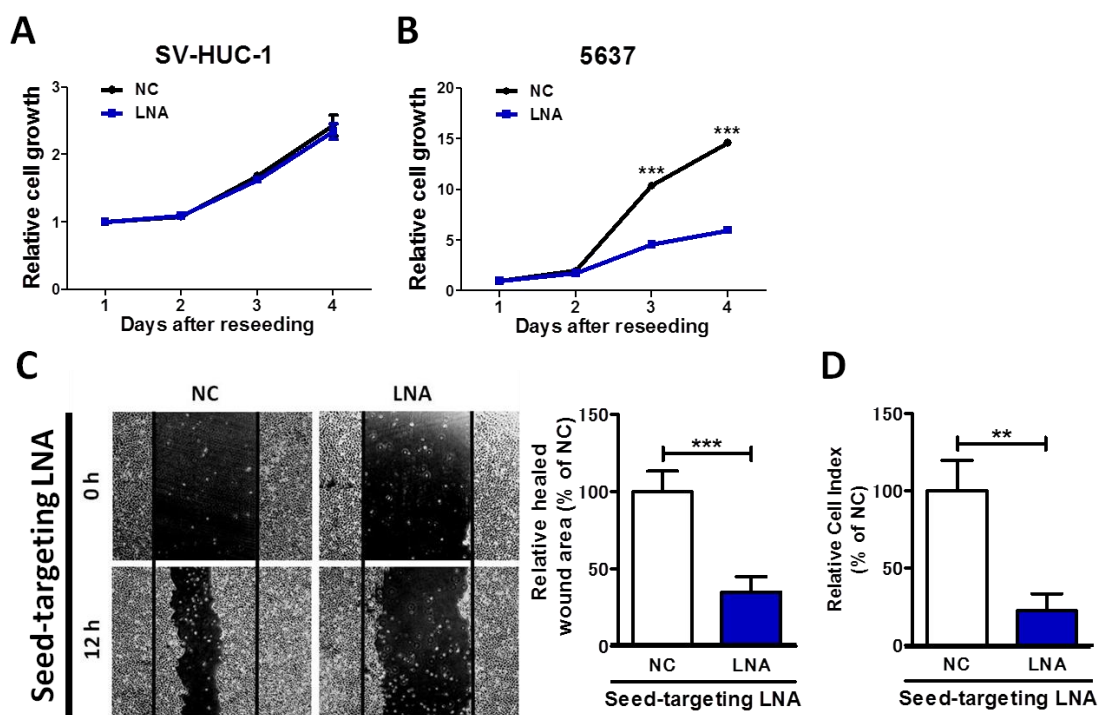 A
SV-HUC-1
NC
LNA
Relative cell growth
3
2
1
0
1 2 3 4
Days after reseeding
B
5637
NC
LNA
Relative cell growth
20
15
10
5
0
***
***
1 2 3 4
Days after reseeding
C
NC LNA
Seed-targeting LNA
0 h
12 h
Relative healed
wound area (% of NC)
150
100
50
0
***
NC LNA
Seed-targeting LNA
D
Relative Cell Index
(% of NC)
150
100
50
0
**
NC LNA
Seed-targeting LNA